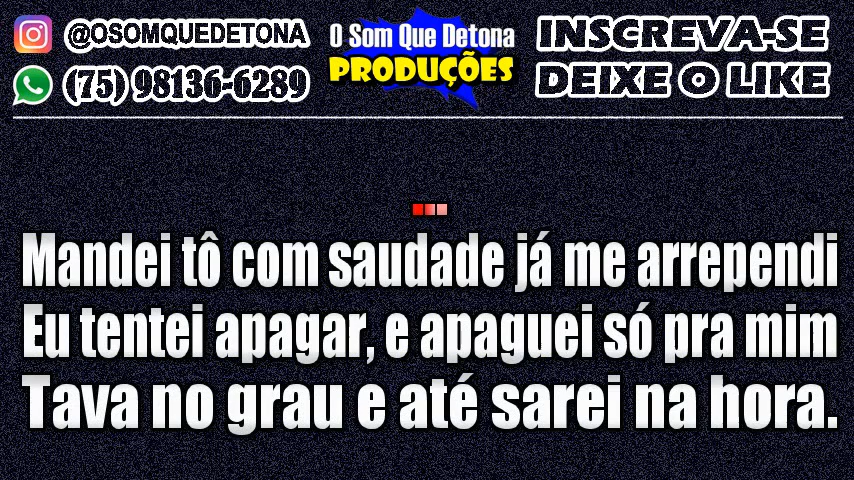 @OSOMQUEDETONA
(75) 98136-6289
O Som Que Detona
PRODUÇÕES
INSCREVA-SE
DEIXE O LIKE
Mandei tô com saudade já me arrependi
Eu tentei apagar, e apaguei só pra mim
Tava no grau e até sarei na hora.